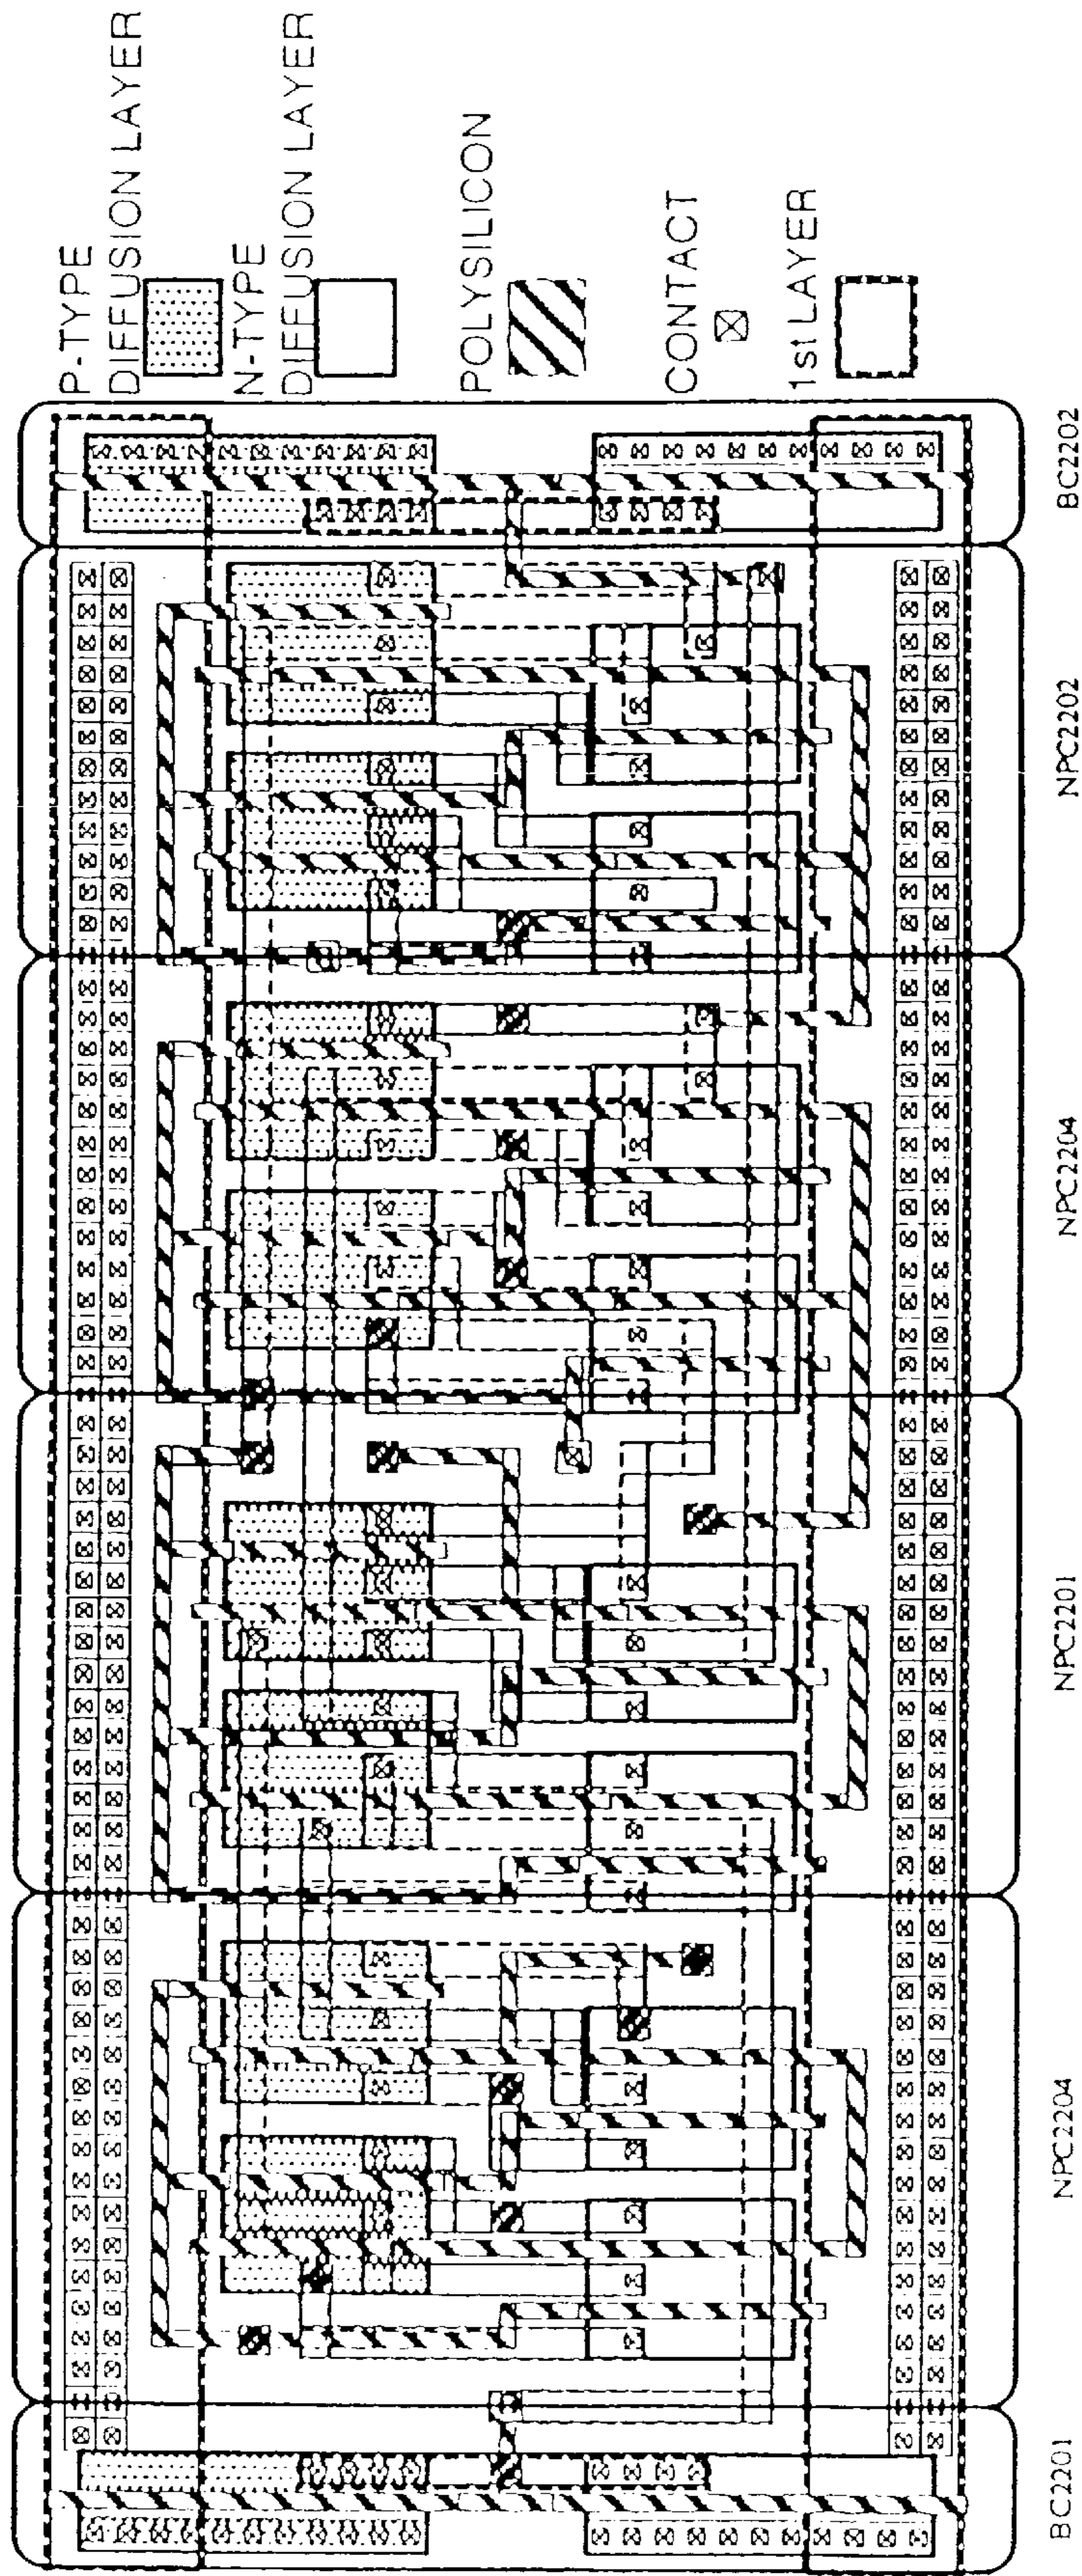 P-TYPE
DIFFUSION LAYER
N-TYPE
DIFFUSION LAYER
POLYSILICON
CONTACT
1st LAYER
BC2201
NPC2204
NPC2201
NPC2204
NPC2202
BC2202